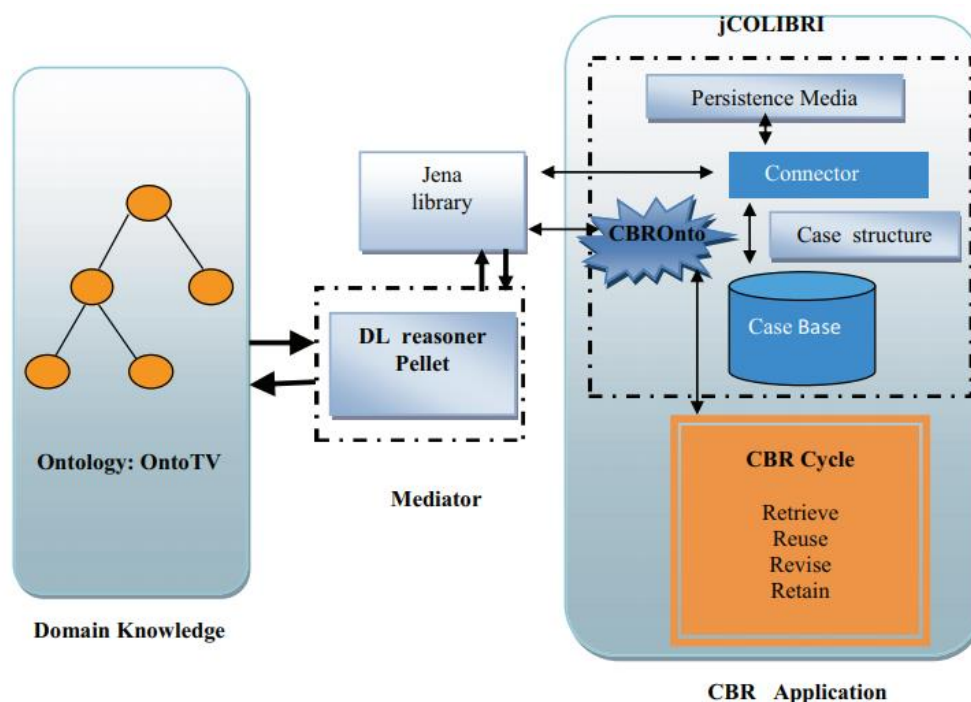 jCOLIBRI
Persistence Media
Jena
library
Connector
CBROnto
Case structure
DL reasoner
Pellet
Case Base
Ontology: OntoTV
CBR Cycle
Mediator
Retrieve
Reuse
Revise
Retain
Domain Knowledge
CBR Application